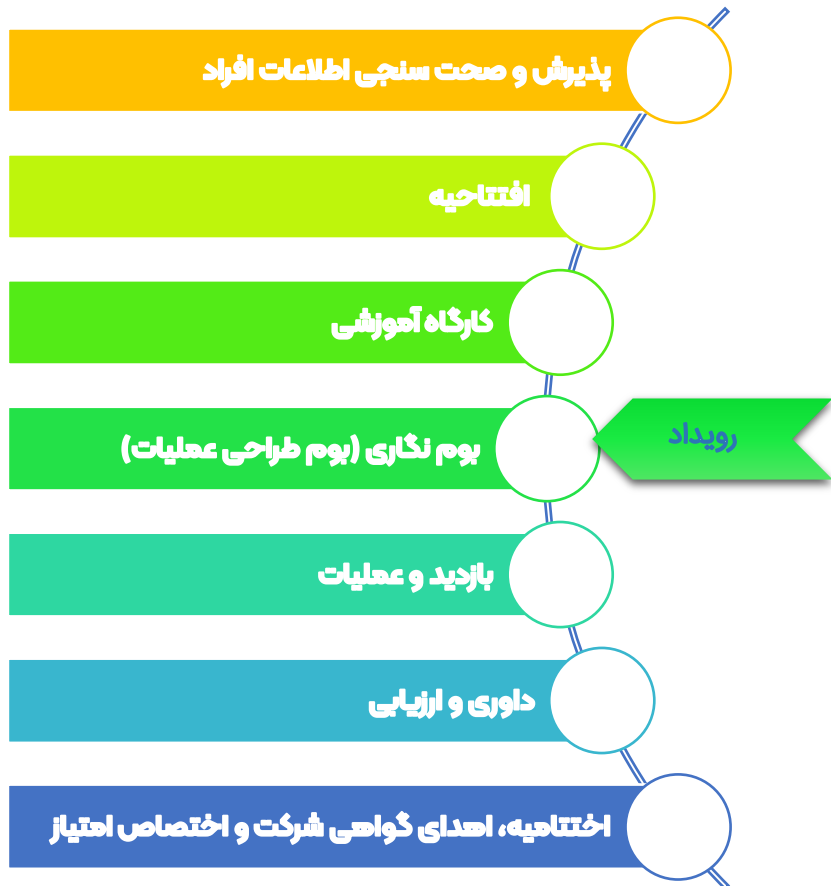 پذیرش و صحت سنجی اطلاعات افراد
افتتاحیه
کارگاه آموزشی
رویداد
بوم نگاری (بوم طراحی عملیات)
بازدید و عملیات
داوری و ارزیابی
اختتامیه، اهدای گواهی شرکت و اختصاص امتیاز